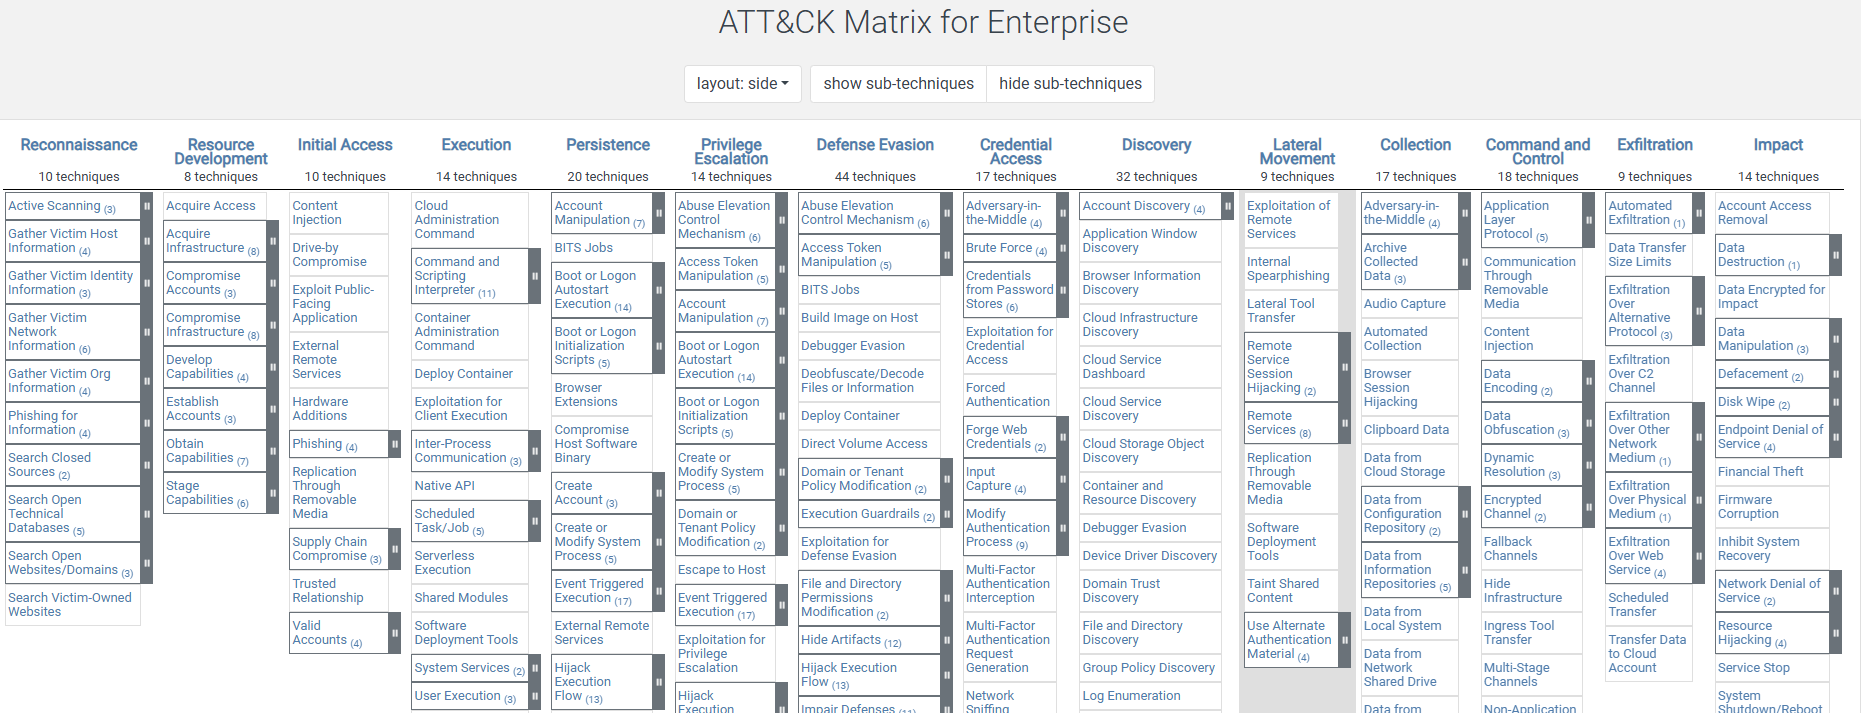 ATT&CK Matrix for Enterprise
layout: side
show sub-techniques
hide sub-techniques
Reconnaissance
10 techniques
Active Scanning (3)
Gather Victim Host
Information (4)
Gather Victim Identity
Information (3)
Gather Victim
Network
Information (6)
Gather Victim Org
Information (4)
Phishing for
Information (4)
Search Closed
Sources (2)
Search Open
Technical
Databases (5)
Search Open
Websites/Domains (3)
Search Victim-Owned
Websites
Resource
Development
8 techniques
Acquire Access
Acquire
Infrastructure (8)
Compromise
Accounts (3)
Compromise
Infrastructure (8)
Develop
Capabilities (4)
Establish
Accounts (3)
Obtain
Capabilities (7)
Stage
Capabilities (6)
Initial Access
10 techniques
Content
Injection
Drive-by
Compromise
Exploit Public-
Facing
Application
External
Remote
Services
Hardware
Additions
Phishing (4)
Replication
Through
Removable
Media
Supply Chain
Compromise (3)
Trusted
Relationship
Valid
Accounts (4)
Execution
14 techniques
Cloud
Administration
Command
Command and
Scripting
Interpreter (11)
Container
Administration
Command
Deploy Container
Exploitation for
Client Execution
Inter-Process
Communication (3)
Native API
Scheduled
Task/Job (5)
Serverless
Execution
Shared Modules
Software
Deployment Tools
System Services (2)
User Execution (3)
Persistence
20 techniques
Account
Manipulation (7)
BITS Jobs
Boot or Logon
Autostart
Execution (14)
Boot or Logon
Initialization
Scripts (5)
Browser
Extensions
Compromise
Host Software
Binary
Create
Account (3)
Create or
Modify System
Process (5)
Event Triggered
Execution (17)
External Remote
Services
Hijack
Execution
Flow (13)
Privilege
Escalation
14 techniques
Abuse Elevation
Control
Mechanism (6)
Access Token
Manipulation (5)
Account
Manipulation (7)
Boot or Logon
Autostart
Execution (14)
Boot or Logon
Initialization
Scripts (5)
Create or
Modify System
Process (5)
Domain or
Tenant Policy
Modification (2)
Escape to Host
Event Triggered
Execution (17)
Exploitation for
Privilege
Escalation
Hijack
Execution
Defense Evasion
44 techniques
Abuse Elevation
Control Mechanism (6)
Access Token
Manipulation (5)
BITS Jobs
Build Image on Host
Debugger Evasion
Deobfuscate/Decode
Files or Information
Deploy Container
Direct Volume Access
Domain or Tenant
Policy Modification (2)
Execution Guardrails (2)
Exploitation for
Defense Evasion
File and Directory
Permissions
Modification (2)
Hide Artifacts (12)
Hijack Execution
Flow (13)
Impair Defenses (11)
Credential
Access
17 techniques
Adversary-in-
the-Middle (4)
Brute Force (4)
Credentials
from Password
Stores (6)
Exploitation for
Credential
Access
Forced
Authentication
Forge Web
Credentials (2)
Input
Capture (4)
Modify
Authentication
Process (9)
Multi-Factor
Authentication
Interception
Multi-Factor
Authentication
Request
Generation
Network
Sniffing
Discovery
32 techniques
Account Discovery (4)
Application Window
Discovery
Browser Information
Discovery
Cloud Infrastructure
Discovery
Cloud Service
Dashboard
Cloud Service
Discovery
Cloud Storage Object
Discovery
Container and
Resource Discovery
Debugger Evasion
Device Driver Discovery
Domain Trust
Discovery
File and Directory
Discovery
Group Policy Discovery
Log Enumeration
Lateral
Movement
9 techniques
Exploitation of
Remote
Services
Internal
Spearphishing
Lateral Tool
Transfer
Remote
Service
Session
Hijacking (2)
Remote
Services (8)
Replication
Through
Removable
Media
Software
Deployment
Tools
Taint Shared
Content
Use Alternate
Authentication
Material (4)
Collection
17 techniques
Adversary-in-
the-Middle (4)
Archive
Collected
Data (3)
Audio Capture
Automated
Collection
Browser
Session
Hijacking
Clipboard Data
Data from
Cloud Storage
Data from
Configuration
Repository (2)
Data from
Information
Repositories (5)
Data from
Local System
Data from
Network
Shared Drive
Data from
Command and
Control
18 techniques
Application
Layer
Protocol (5)
Communication
Through
Removable
Media
Content
Injection
Data
Encoding (2)
Data
Obfuscation (3)
Dynamic
Resolution (3)
Encrypted
Channel (2)
Fallback
Channels
Hide
Infrastructure
Ingress Tool
Transfer
Multi-Stage
Channels
Non-Application
Exfiltration
9 techniques
Automated
Exfiltration (1)
Data Transfer
Size Limits
Exfiltration
Over
Alternative
Protocol (3)
Exfiltration
Over C2
Channel
Exfiltration
Over Other
Network
Medium (1)
Exfiltration
Over Physical
Medium (1)
Exfiltration
Over Web
Service (4)
Scheduled
Transfer
Transfer Data
to Cloud
Account
Impact
14 techniques
Account Access
Removal
Data
Destruction (1)
Data Encrypted for
Impact
Data
Manipulation (3)
Defacement (2)
Disk Wipe (2)
Endpoint Denial of
Service (4)
Financial Theft
Firmware
Corruption
Inhibit System
Recovery
Network Denial of
Service (2)
Resource
Hijacking (4)
Service Stop
System
Shutdown/Reboot